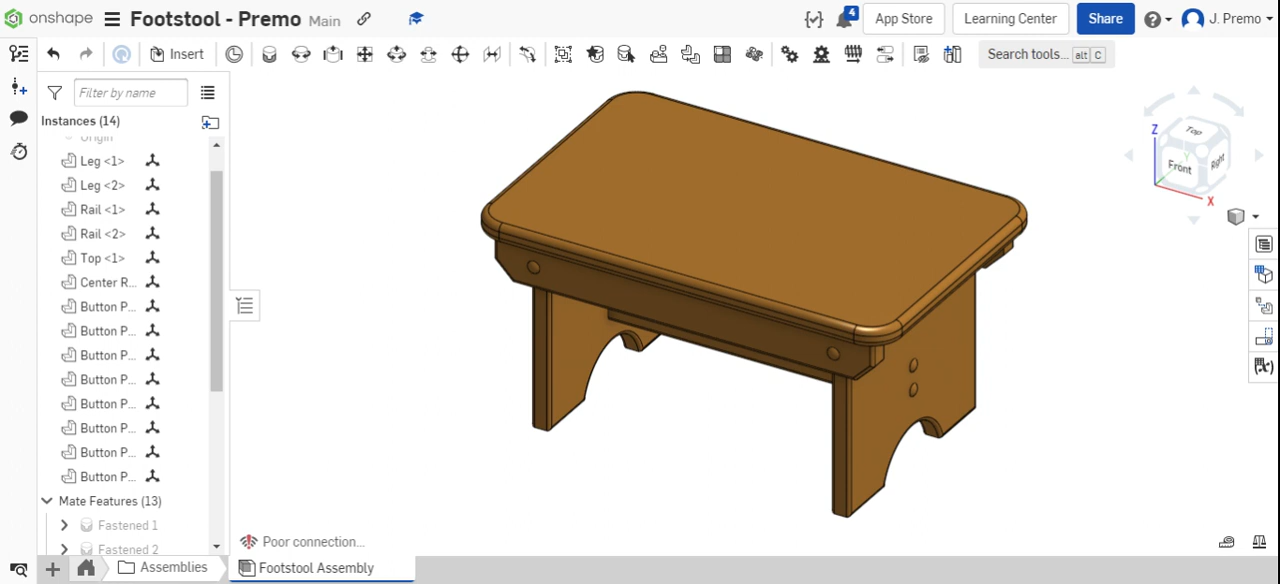 onshape Footstool - Premo Main 4 App Store Learning Center Share J. Premo
Insert Search tools... alt C
Filter by name
Instances (14)
Origin
Leg <1>
Leg <2>
Rail <1>
Rail <2>
Top <1>
Center R...
Button P...
Button P...
Button P...
Button P...
Button P...
Button P...
Button P...
Button P...
Mate Features (13)
Fastened 1
Fastened 2
Z
Top
Y
Front
Right
X
Poor connection...
Assemblies
Footstool Assembly